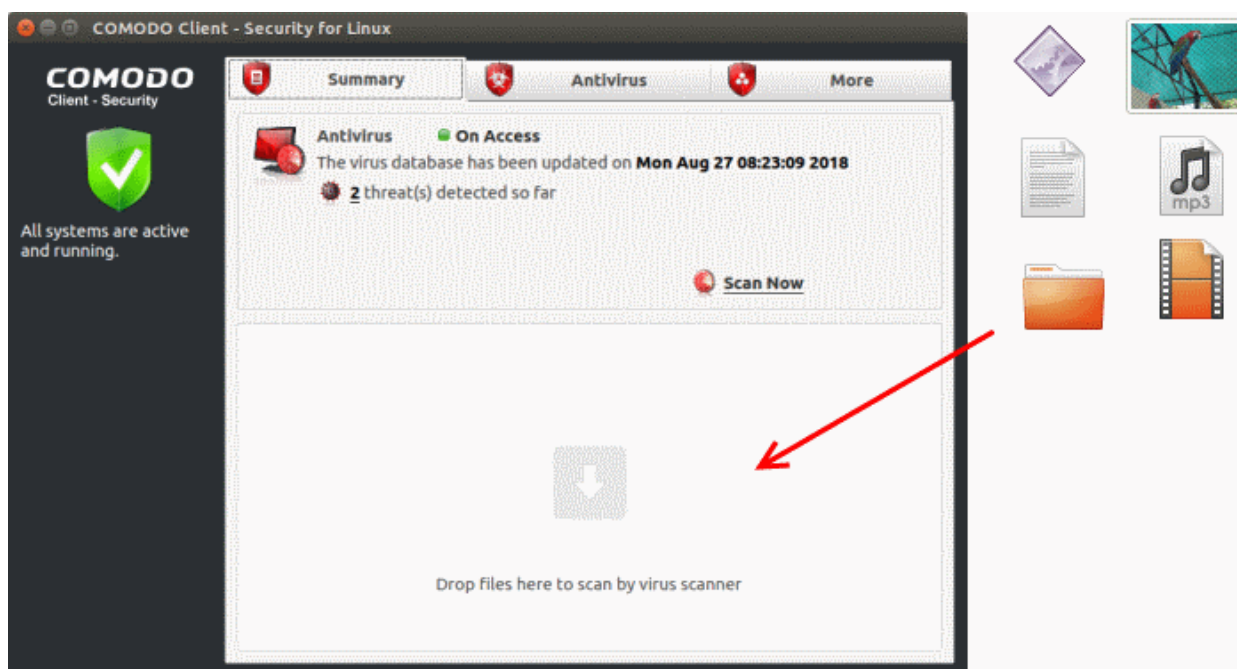 COMODO Client - Security for Linux
COMODO
Client - Security
All systems are active
and running.
Summary
Antivirus
More
Antivirus On Access
The virus database has been updated on Mon Aug 27 08:23:09 2018
2 threat(s) detected so far
Scan Now
Drop files here to scan by virus scanner
mp3